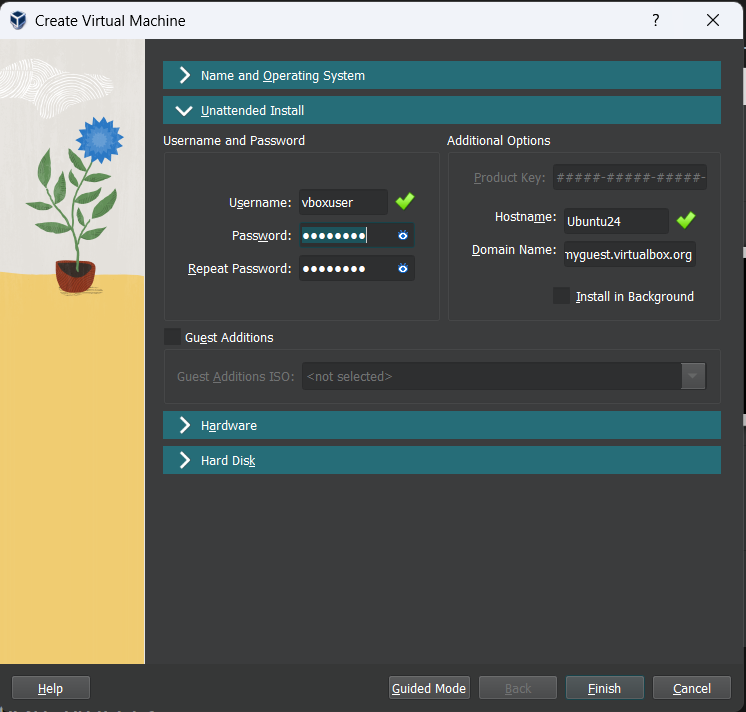 Create Virtual Machine ?
Name and Operating System
Unattended Install
Username and Password
Username: vboxuser
Password: ●●●●●●●●
Repeat Password: ●●●●●●●●
Additional Options
Product Key: #####-#####-#####-
Hostname: Ubuntu24
Domain Name: myguest.virtualbox.org
Install in Background
Guest Additions
Guest Additions ISO: <not selected>
Hardware
Hard Disk
Help Guided Mode Back Finish Cancel